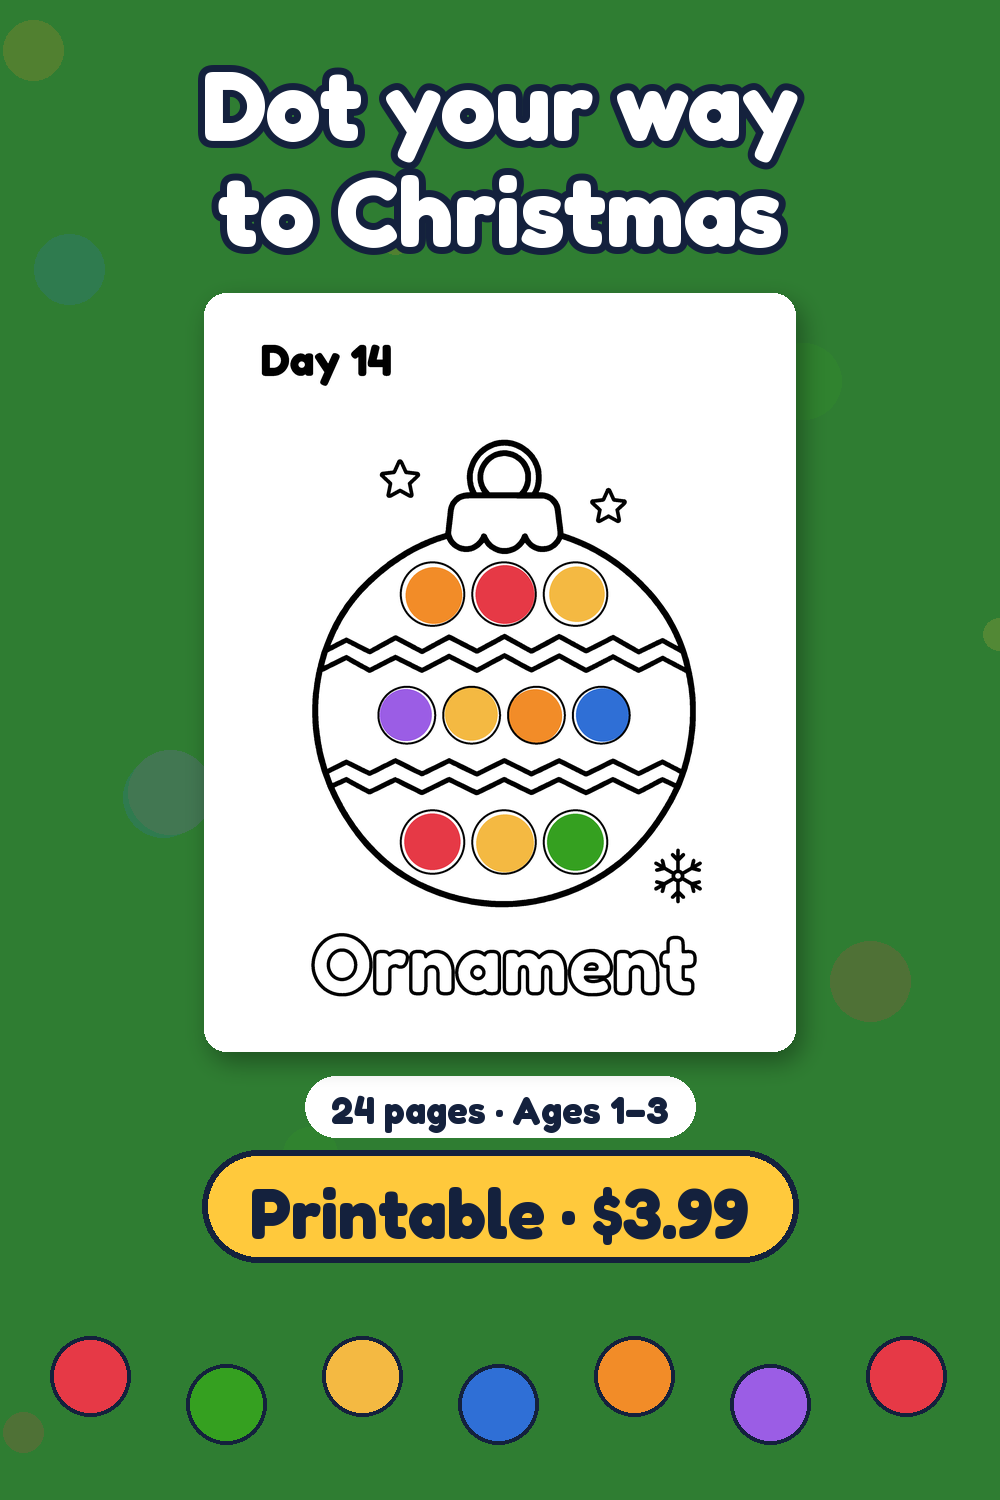 Dot your way
to Christmas
Day 14
Ornament
24 pages · Ages 1–3
Printable · $3.99